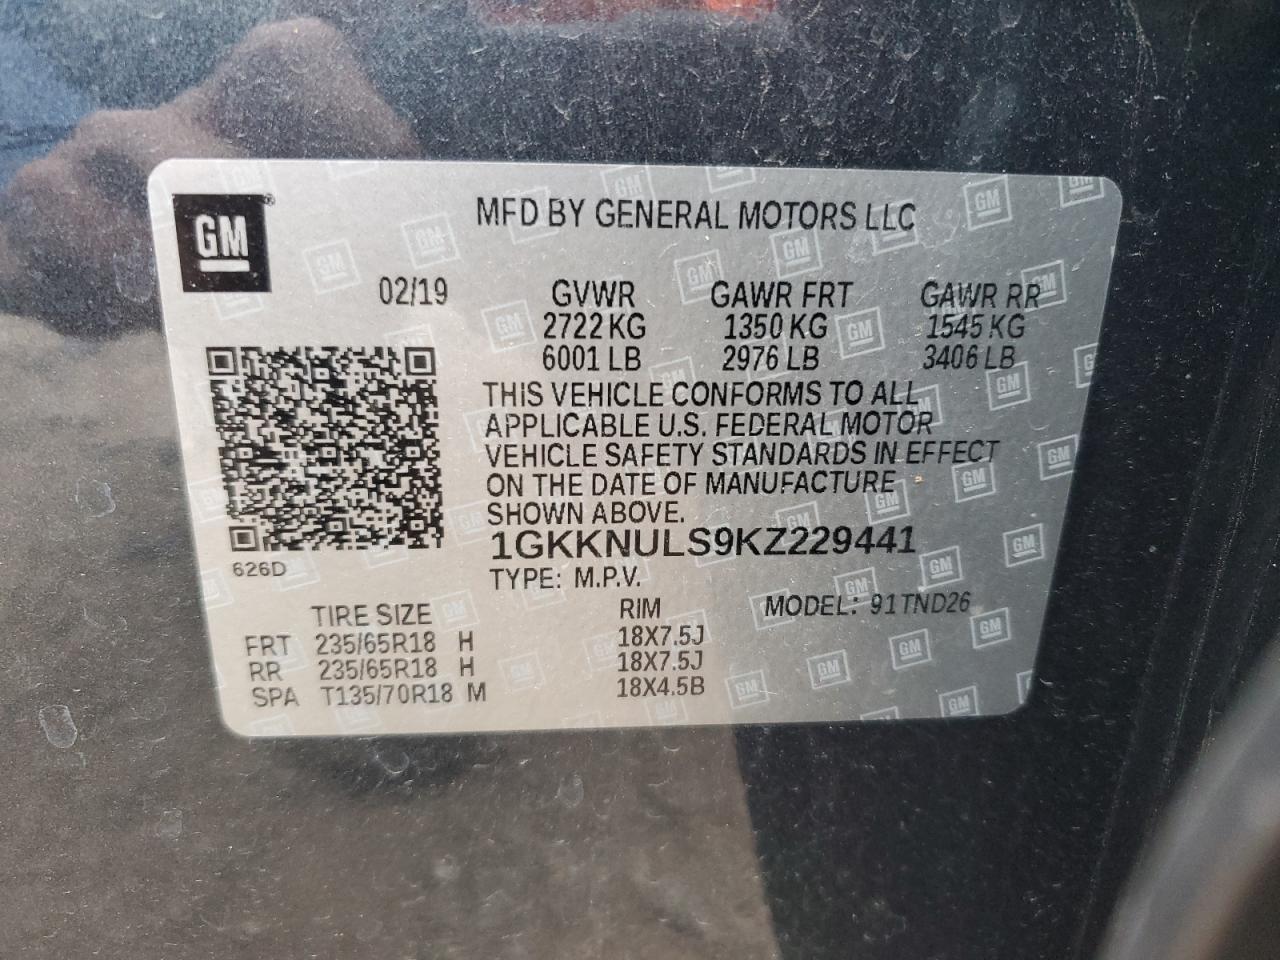 GM
MFD BY GENERAL MOTORS LLC
02/19
GVWR GAWR FRT GAWR RR
2722 KG 1350 KG 1545 KG
6001 LB 2976 LB 3406 LB
THIS VEHICLE CONFORMS TO ALL
APPLICABLE U.S. FEDERAL MOTOR
VEHICLE SAFETY STANDARDS IN EFFECT
ON THE DATE OF MANUFACTURE
SHOWN ABOVE.
1GKKNULS9KZ229441
626D
TYPE: M.P.V.
MODEL: 91TND26
TIRE SIZE RIM
FRT 235/65R18 H 18X7.5J
RR 235/65R18 H 18X7.5J
SPA T135/70R18 M 18X4.5B